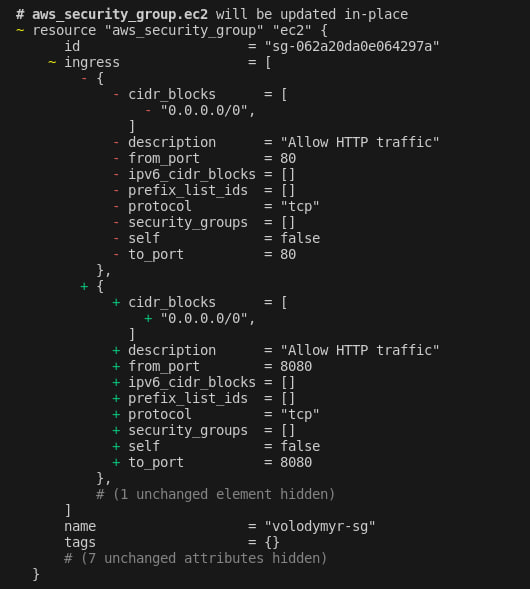 # aws_security_group.ec2 will be updated in-place
~ resource "aws_security_group" "ec2" {
id = "sg-062a20da0e064297a"
~ ingress = [
- {
- cidr_blocks = [
- "0.0.0.0/0",
]
- description = "Allow HTTP traffic"
- from_port = 80
- ipv6_cidr_blocks = []
- prefix_list_ids = []
- protocol = "tcp"
- security_groups = []
- self = false
- to_port = 80
},
+ {
+ cidr_blocks = [
+ "0.0.0.0/0",
]
+ description = "Allow HTTP traffic"
+ from_port = 8080
+ ipv6_cidr_blocks = []
+ prefix_list_ids = []
+ protocol = "tcp"
+ security_groups = []
+ self = false
+ to_port = 8080
},
# (1 unchanged element hidden)
]
name = "volodymyr-sg"
tags = {}
# (7 unchanged attributes hidden)
}